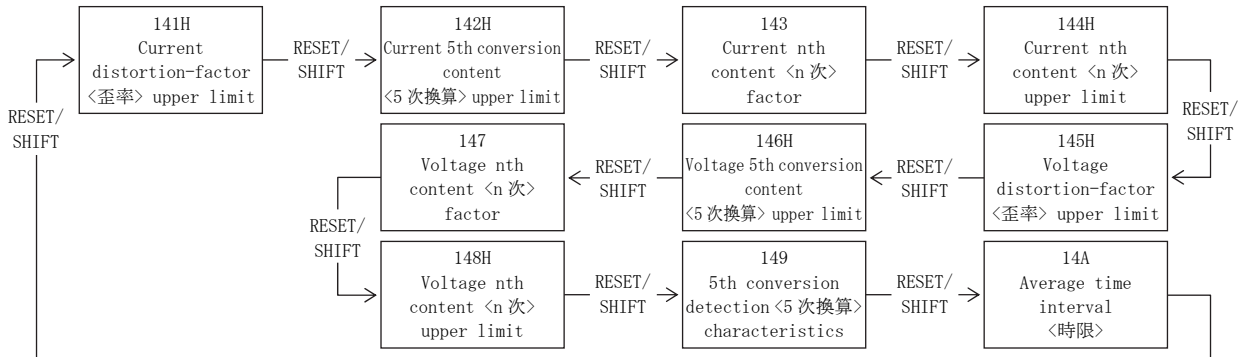 141H
Current
distortion-factor
<歪率> upper limit
RESET/
SHIFT
142H
Current 5th conversion
content
<5 次換算> upper limit
RESET/
SHIFT
143
Current nth
content <n 次>
factor
RESET/
SHIFT
144H
Current nth
content <n 次>
upper limit
RESET/
SHIFT
145H
Voltage
distortion-factor
<歪率> upper limit
RESET/
SHIFT
146H
Voltage 5th conversion
content
<5 次換算> upper limit
RESET/
SHIFT
147
Voltage nth
content <n 次>
factor
RESET/
SHIFT
148H
Voltage nth
content <n 次>
upper limit
RESET/
SHIFT
149
5th conversion
detection <5 次換算>
characteristics
RESET/
SHIFT
14A
Average time
interval
<時限>
RESET/
SHIFT